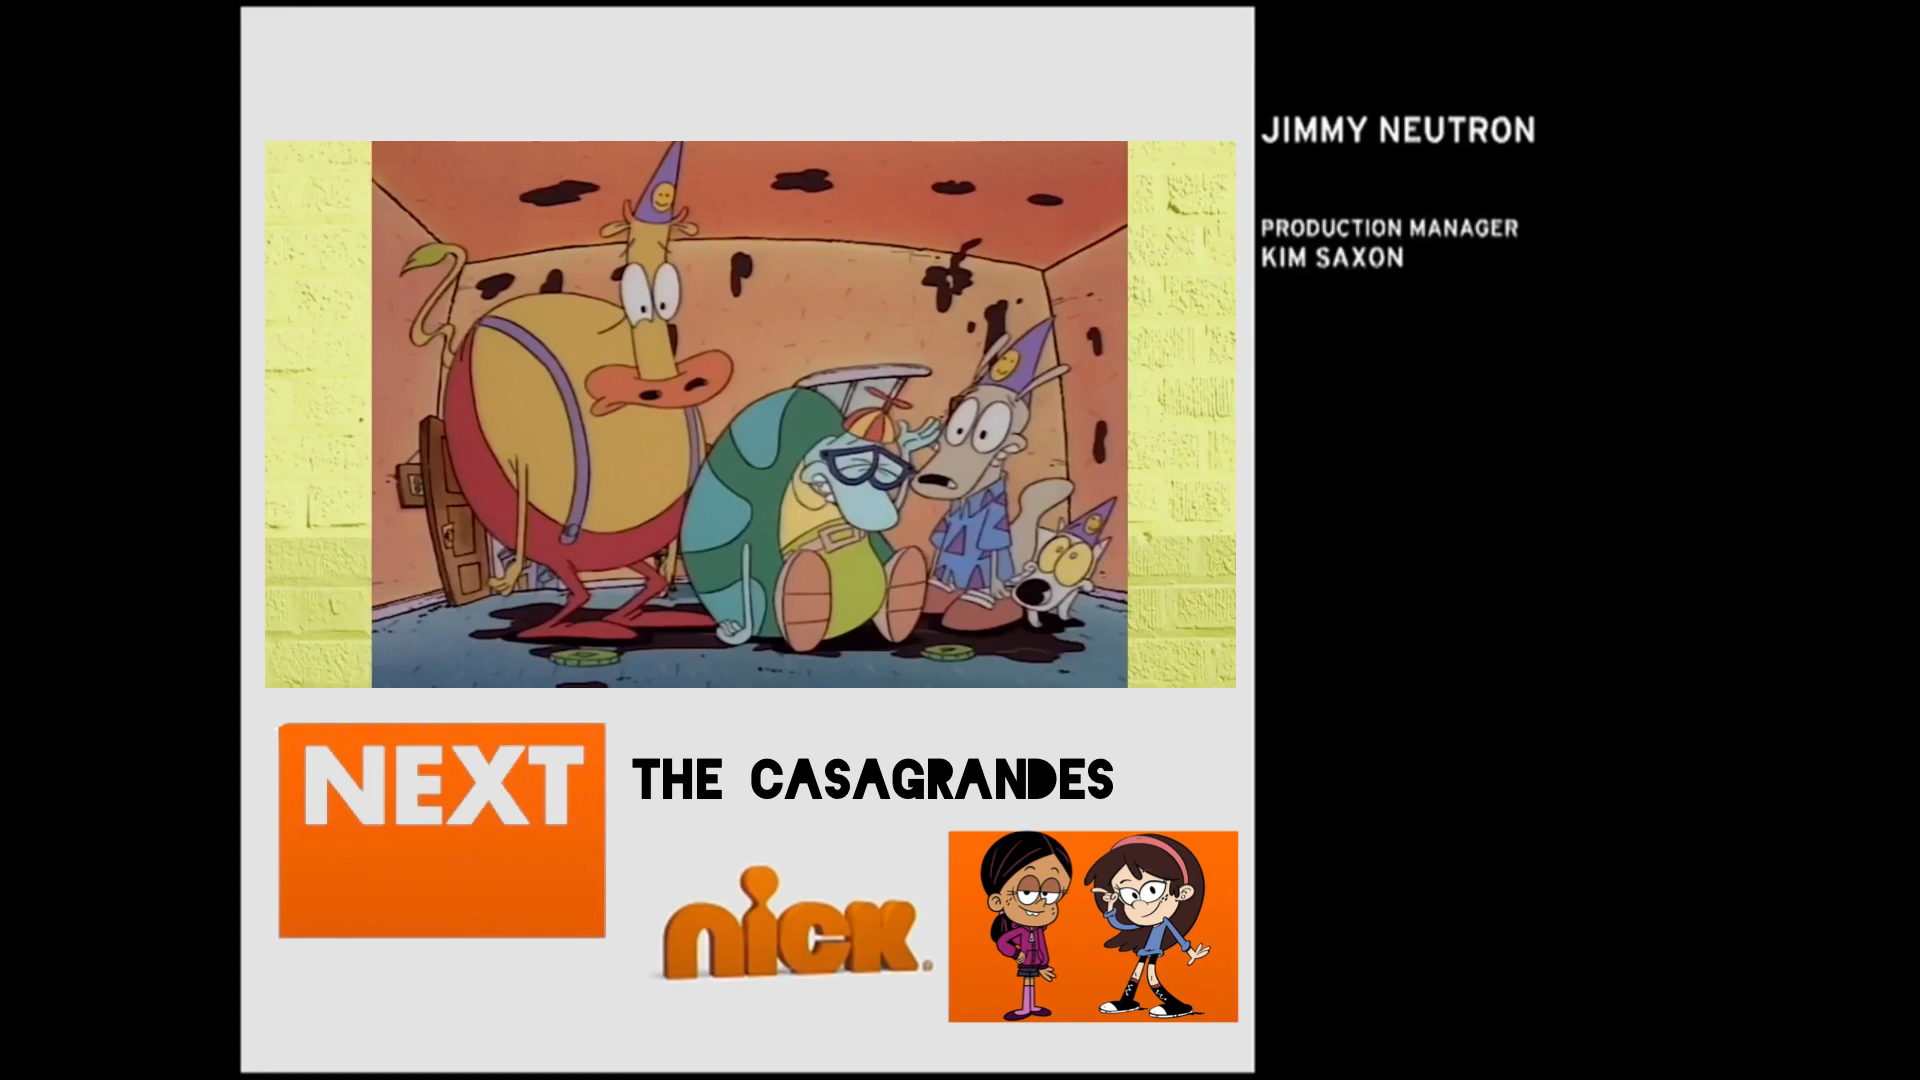 JIMMY NEUTRON
PRODUCTION MANAGER
KIM SAXON
NEXT
THE CASAGRANDES
nick